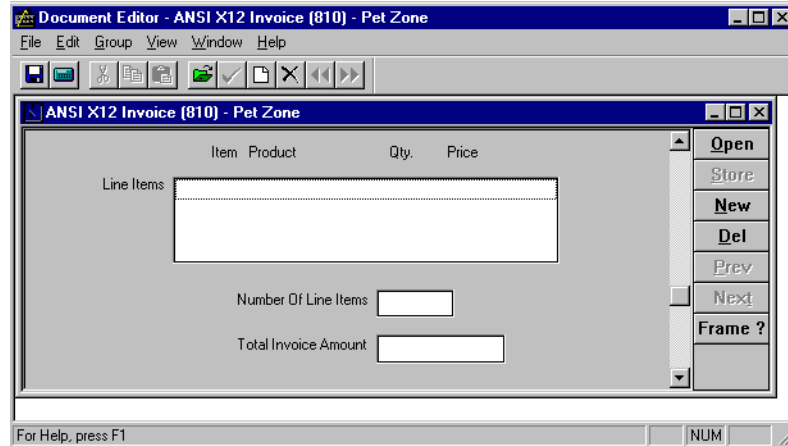 Document Editor - ANSI X12 Invoice (810) - Pet Zone
File Edit Group View Window Help
ANSI X12 Invoice (810) - Pet Zone
Item Product Qty. Price
Line Items
Number Of Line Items
Total Invoice Amount
Open
Store
New
Del
Prev
Next
Frame ?
For Help, press F1
NUM